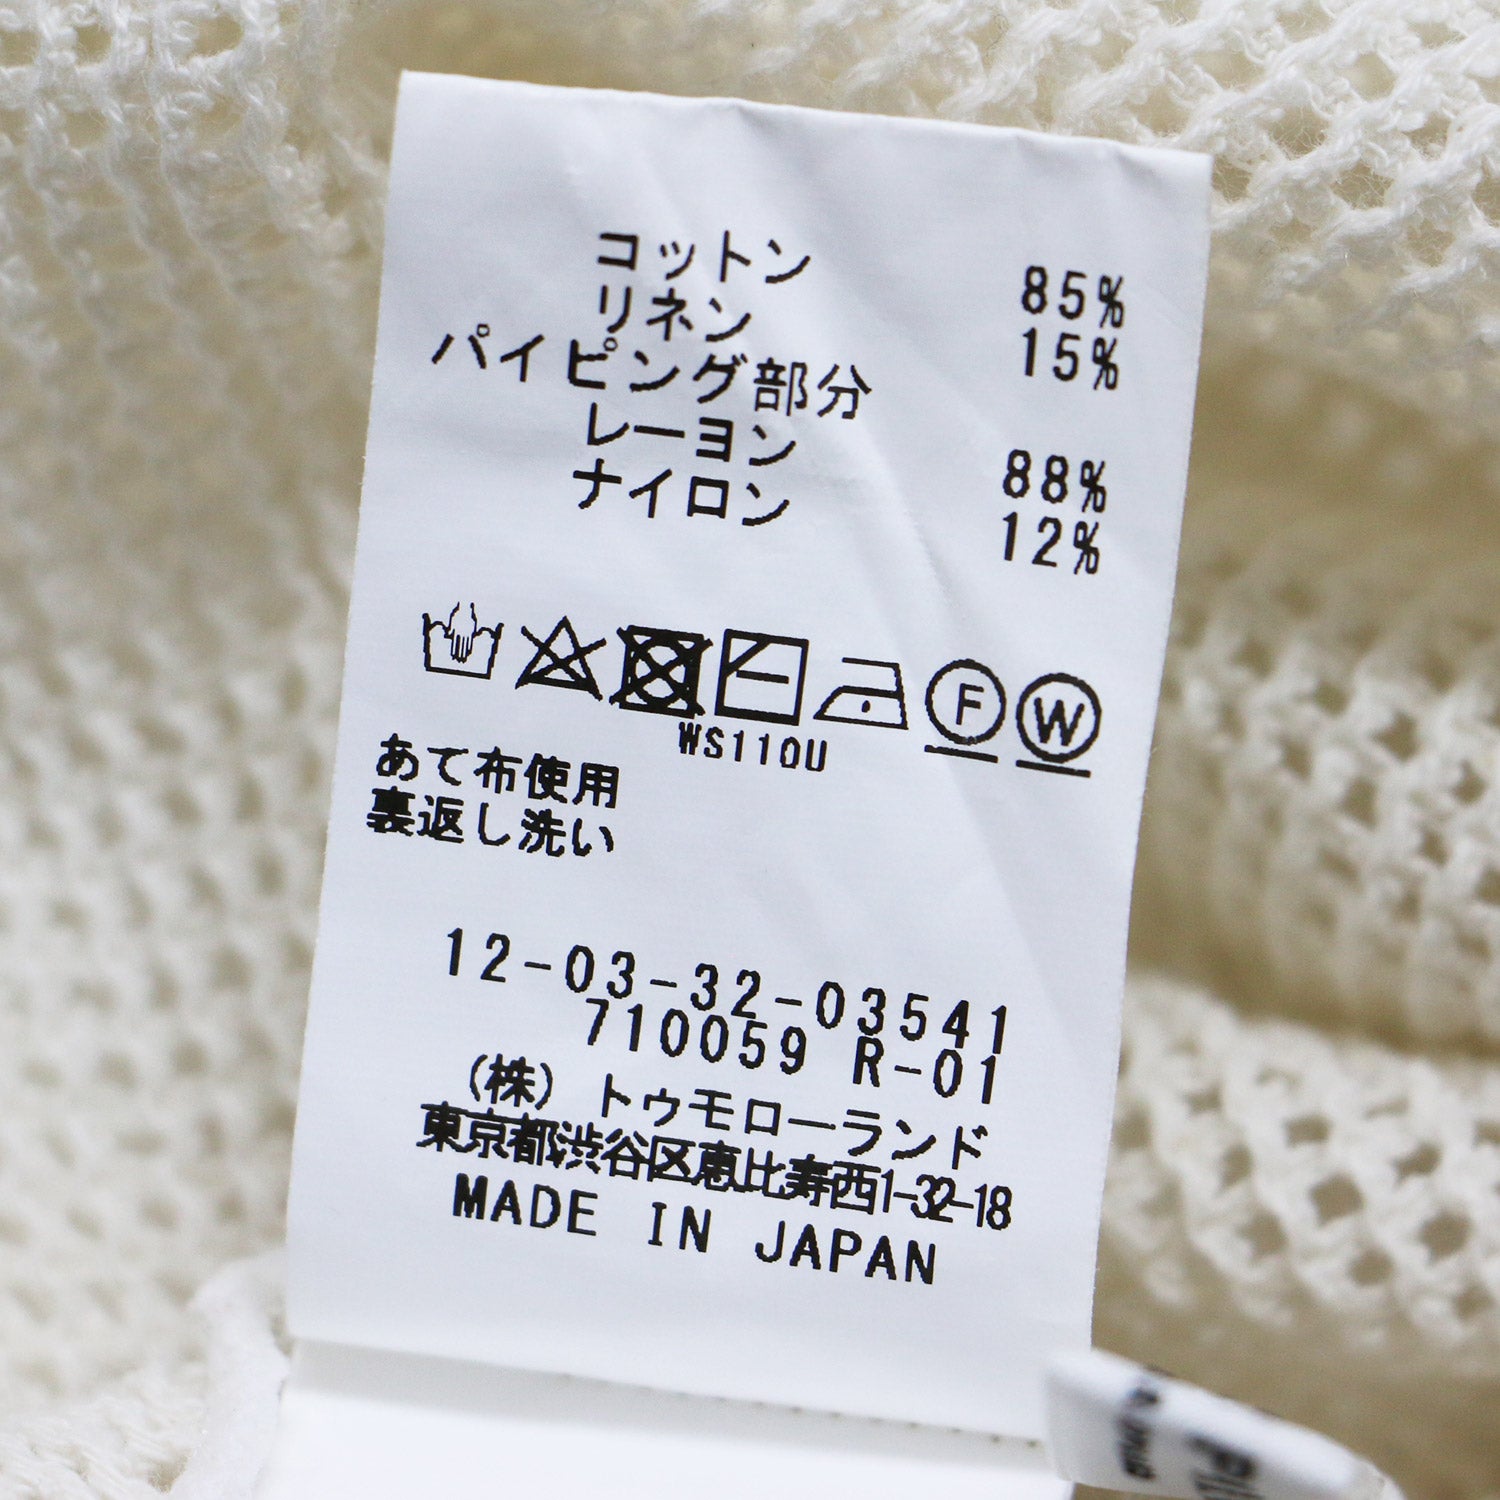 コットン 85%
リネン 15%
パイピング部分
レーヨン 88%
ナイロン 12%
F W
WS110U
あて布使用
裏返し洗い
12-03-32-03541
710059 R-01
(株) トゥモローランド
東京都渋谷区恵比寿西1-32-18
MADE IN JAPAN